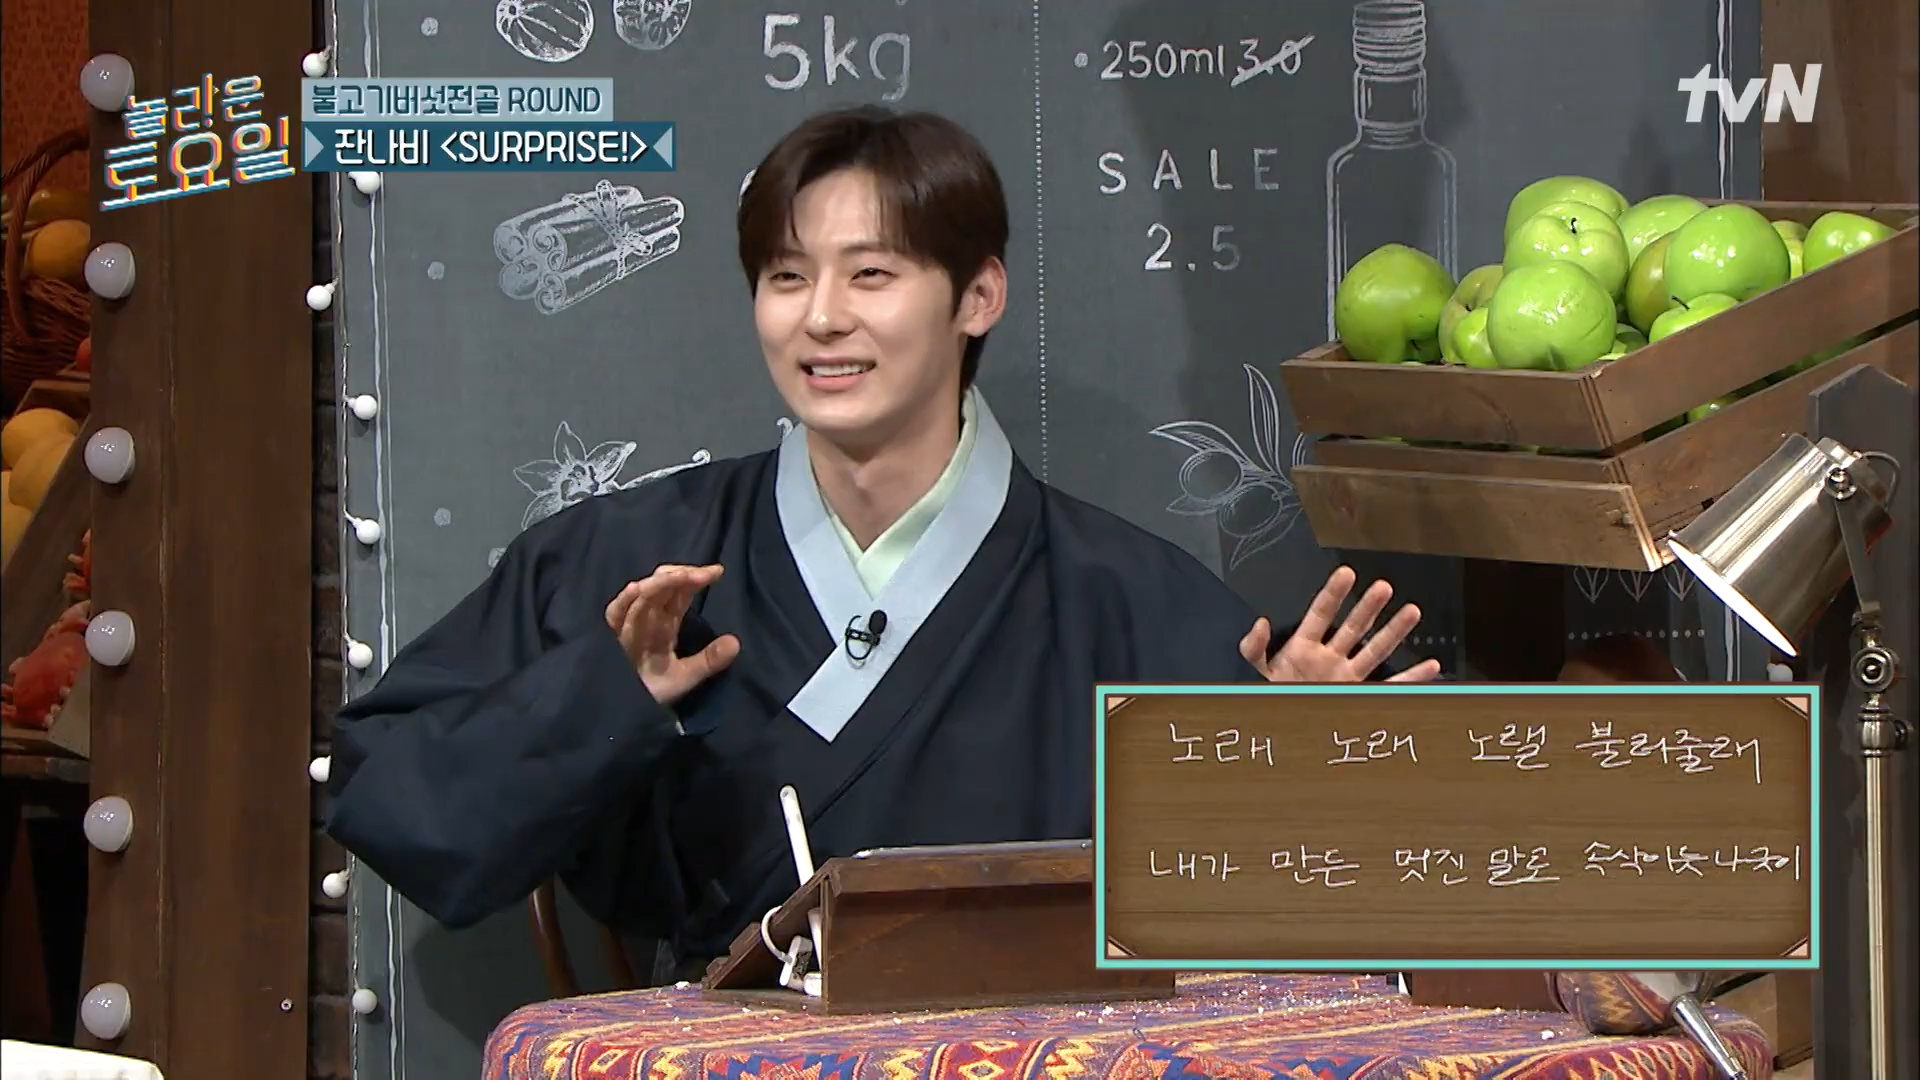 놀라운
토요일
불고기버섯전골 ROUND
잔나비 <SURPRISE!>
tvN
5kg
250ml 3.0
SALE
2.5
노래 노래 노랠 불러줄래
내가 만든 멋진 말로 속삭이듯 나긋이